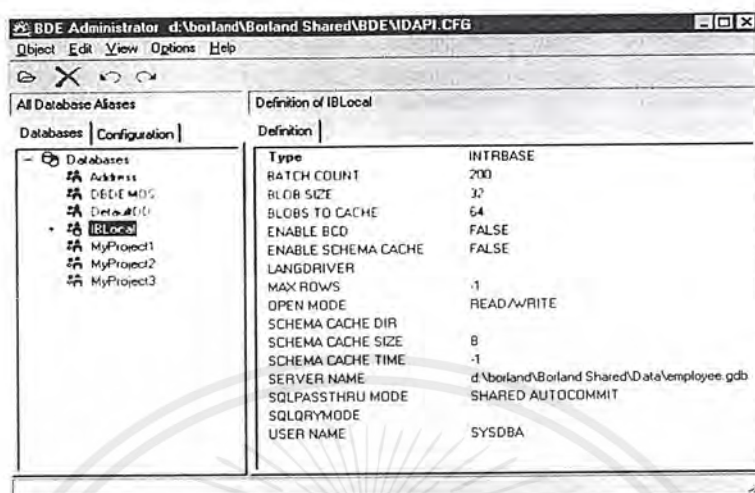 BDE Administrator d:\borland\Borland Shared\BDE\IDAPI.CFG
Object Edit View Options Help
All Database Aliases
Definition of IBLocal
Databases Configuration
Definition
Databases
Address
DBDEMOS
DefaultDD
IBLocal
MyProject1
MyProject2
MyProject3
Type INTRBASE
BATCH COUNT 200
BLOB SIZE 32
BLOBS TO CACHE 64
ENABLE BCD FALSE
ENABLE SCHEMA CACHE FALSE
LANGDRIVER
MAX ROWS -1
OPEN MODE READ/WRITE
SCHEMA CACHE DIR
SCHEMA CACHE SIZE 8
SCHEMA CACHE TIME -1
SERVER NAME d:\borland\Borland Shared\Data\employee.gdb
SQLPASSTHRU MODE SHARED AUTOCOMMIT
SQLQRYMODE
USER NAME SYSDBA